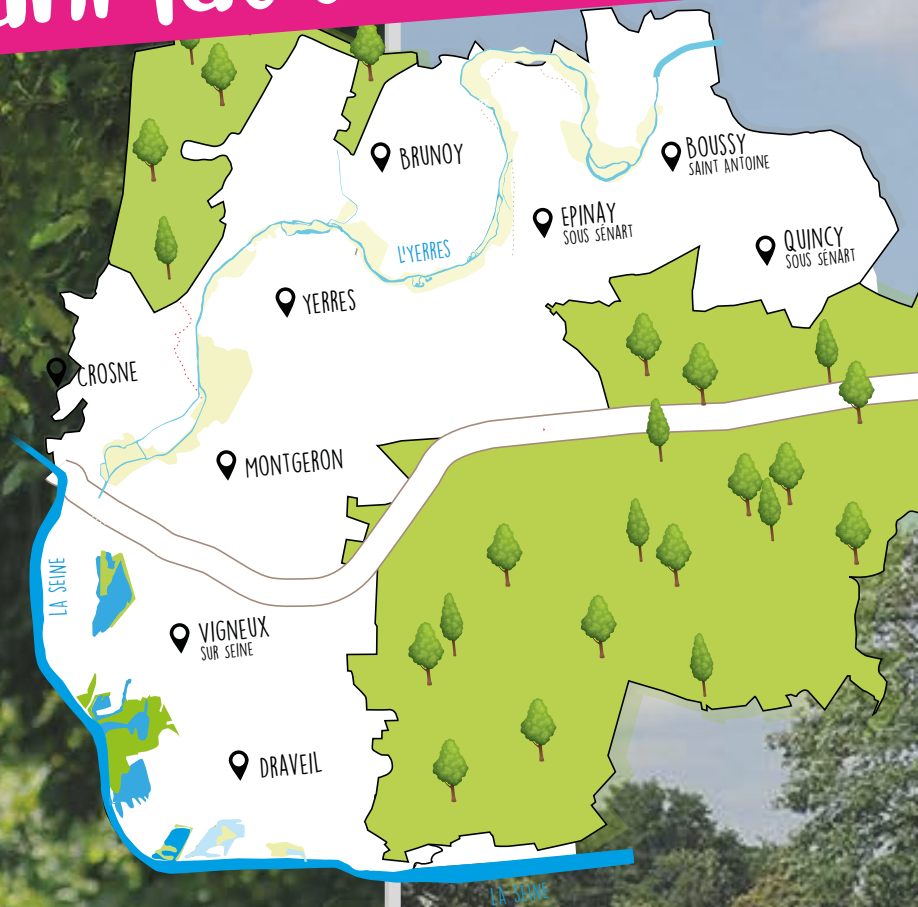 BRUNOY
BOUSSY
SAINT ANTOINE
EPINAY
SOUS SÉNART
QUINCY
SOUS SÉNART
L'YERRES
YERRES
CROSNE
MONTGERON
LA SEINE
VIGNEUX
SUR SEINE
DRAVEIL
LA SEINE